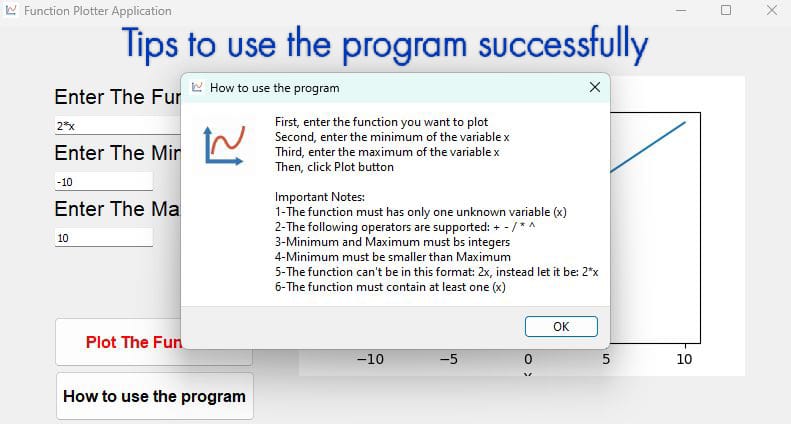 Function Plotter Application
Tips to use the program successfully
How to use the program
Enter The Fu
2*x
Enter The Mi
-10
Enter The Ma
10
First, enter the function you want to plot
Second, enter the minimum of the variable x
Third, enter the maximum of the variable x
Then, click Plot button
Important Notes:
1-The function must has only one unknown variable (x)
2-The following operators are supported: + - / * ^
3-Minimum and Maximum must bs integers
4-Minimum must be smaller than Maximum
5-The function can't be in this format: 2x, instead let it be: 2*x
6-The function must contain at least one (x)
OK
Plot The Fu
How to use the program
−10 −5 0 5 10